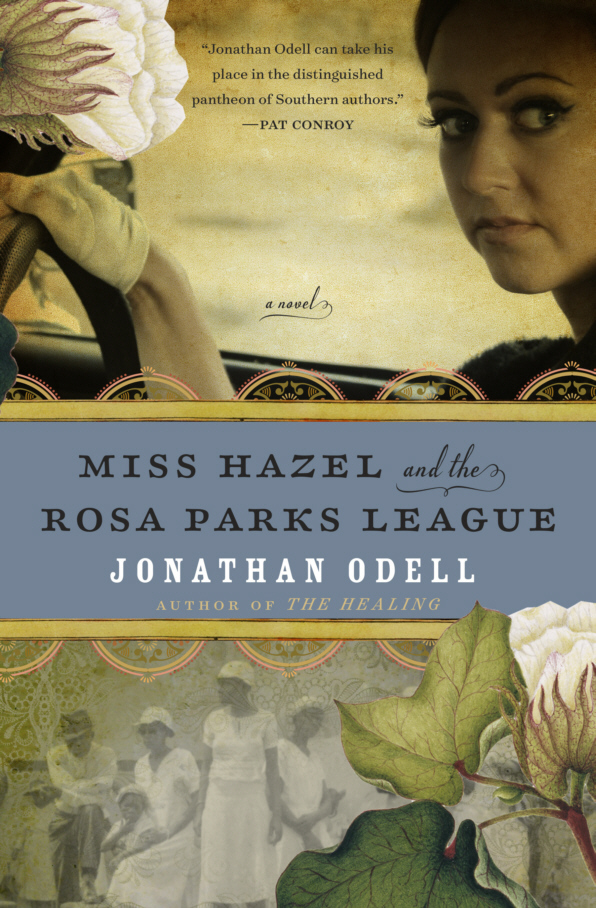 “Jonathan Odell can take his
place in the distinguished
pantheon of Southern authors.”
—PAT CONROY
a novel
MISS HAZEL and the
ROSA PARKS LEAGUE
JONATHAN ODELL
AUTHOR OF THE HEALING